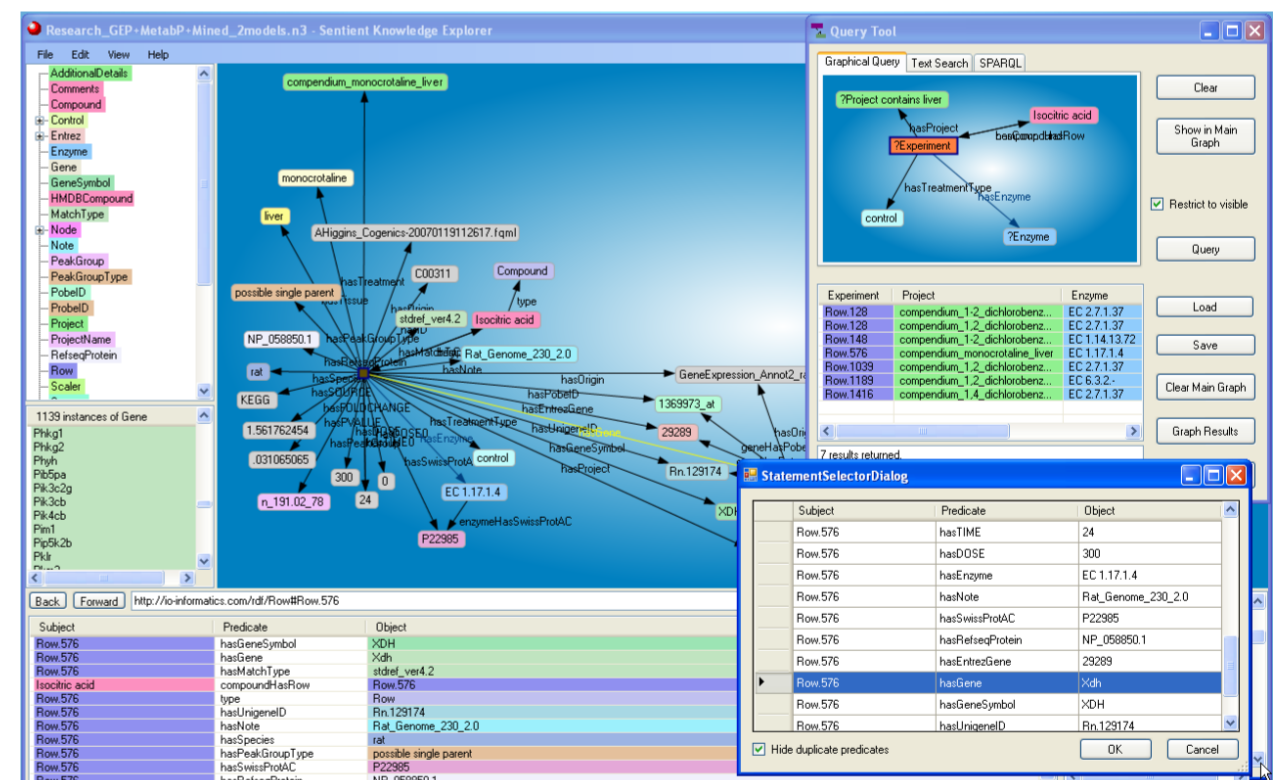 Research_GEP+MetabP+Mined_2models.n3 - Sentient Knowledge Explorer
File Edit View Help
AdditionalDetails
Comments
Compound
Control
Entrez
Enzyme
Gene
GeneSymbol
HMDBCompound
MatchType
Node
Note
PeakGroup
PeakGroupType
PobelD
ProbeID
Project
ProjectName
RefseqProtein
Row
Scaler
1139 instances of Gene
Phkg1
Phkg2
Phyh
Pib5pa
Pik3c2g
Pik3cb
Pik4cb
Pim1
Pip5k2b
Pklr
compendium_monocrotaline_liver
monocrotaline
liver
AHiggins_Cogenics-20070119112617.fqml
C00311
Compound
hasTreatment
possible single parent
type
hasOrigin
stdref_ver4.2
Isocitric acid
NP_058850.1
hasPeakGroupType
Rat_Genome_230_2.0
hasRefseqProtein
hasNote
rat
hasSpecies
hasOrigin
GeneExpression_Annot2_ra
KEGG
hasSOURCE
hasPobelD
1369973_at
hasFOLDCHANGE
hasEntrezGene
1.561762454
hasPVALUE
hasTreatmentType
hasUnigeneID
hasGene
29289
hasEnzyme
hasGeneSymbol
.031065065
hasSwissProtA
control
hasProject
Rn.129174
300
0
n_191.02_78
24
EC 1.17.1.4
enzymeHasSwissProtAC
P22985
Query Tool
Graphical Query Text Search SPARQL
?Project contains liver
Isocitric acid
hasProject
?Experiment
hasTreatmentType
hasEnzyme
control
?Enzyme
Clear
Show in Main
Graph
Restrict to visible
Query
Load
Save
Clear Main Graph
Graph Results
Experiment Project Enzyme
Row.128 compendium_1-2_dichlorobenz... EC 2.7.1.37
Row.128 compendium_1,2_dichlorobenz... EC 2.7.1.37
Row.148 compendium_1-2_dichlorobenz... EC 1.14.13.72
Row.576 compendium_monocrotaline_liver EC 1.17.1.4
Row.1039 compendium_1,2_dichlorobenz... EC 2.7.1.37
Row.1189 compendium_1,2_dichlorobenz... EC 6.3.2.-
Row.1416 compendium_1,4_dichlorobenz... EC 2.7.1.37
7 results returned.
StatementSelectorDialog
Subject Predicate Object
Row.576 hasTIME 24
Row.576 hasDOSE 300
Row.576 hasEnzyme EC 1.17.1.4
Row.576 hasNote Rat_Genome_230_2.0
Row.576 hasSwissProtAC P22985
Row.576 hasRefseqProtein NP_058850.1
Row.576 hasEntrezGene 29289
Row.576 hasGene Xdh
Row.576 hasGeneSymbol XDH
Row.576 hasUnigeneID Rn.129174
Hide duplicate predicates
OK Cancel
Back Forward http://io-informatics.com/rdf/Row#Row.576
Subject Predicate Object
Row.576 hasGeneSymbol XDH
Row.576 hasGene Xdh
Row.576 hasMatchType stdref_ver4.2
Isocitric acid compoundHasRow Row.576
Row.576 type Row
Row.576 hasUnigeneID Rn.129174
Row.576 hasNote Rat_Genome_230_2.0
Row.576 hasSpecies rat
Row.576 hasPeakGroupType possible single parent
Row.576 hasSwissProtAC P22985